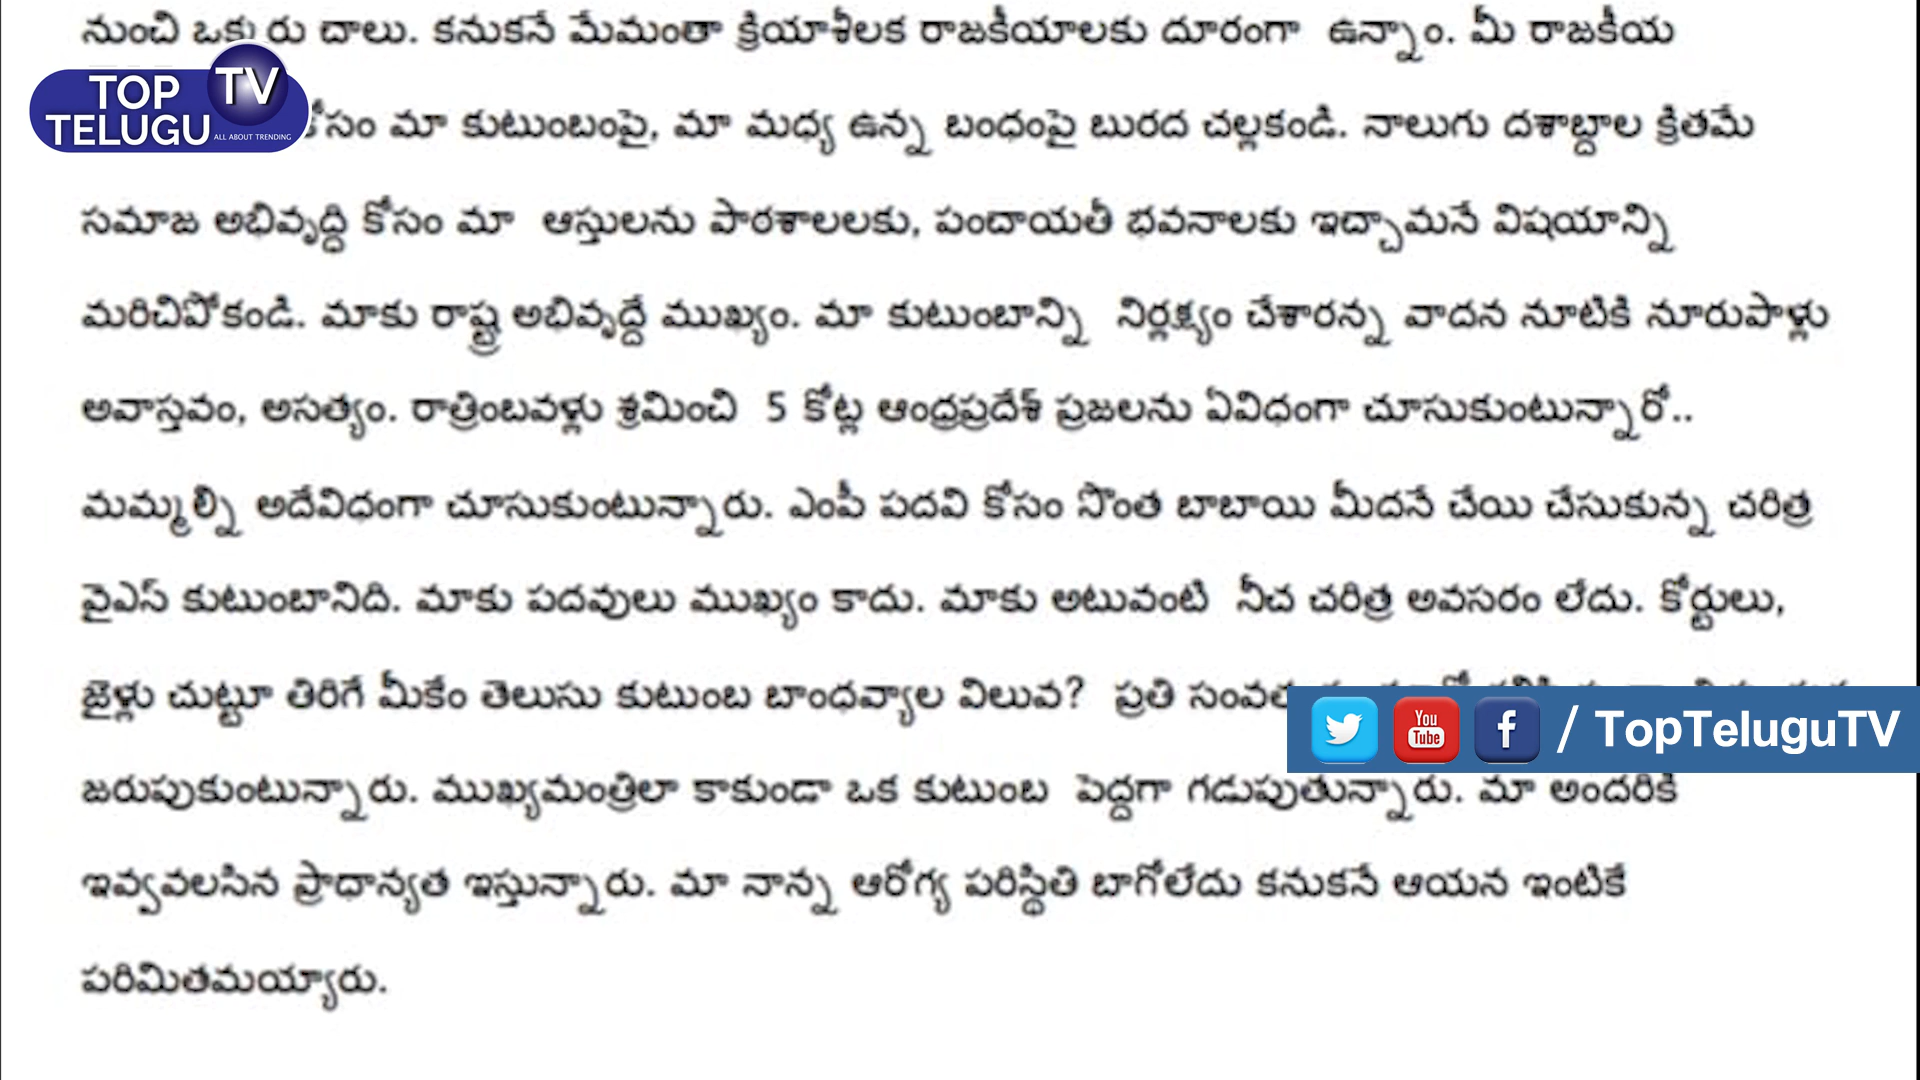 నుంచి ఒక్కరు చాలు. కనుకనే మేమంతా క్రియాశీలక రాజకీయాలకు దూరంగా ఉన్నాం. మీ రాజకీయ
TOP TV
TELUGU
ALL ABOUT TRENDING
కోసం మా కుటుంబంపై, మా మధ్య ఉన్న బంధంపై బురద చల్లకండి. నాలుగు దశాబ్దాల క్రితమే
సమాజ అభివృద్ధి కోసం మా ఆస్తులను పాఠశాలలకు, పంచాయతీ భవనాలకు ఇచ్చామనే విషయాన్ని
మరిచిపోకండి. మాకు రాష్ట్ర అభివృద్దే ముఖ్యం. మా కుటుంబాన్ని నిర్లక్ష్యం చేశారన్న వాదన నూటికి నూరుపాళ్లు
అవాస్తవం, అసత్యం. రాత్రింబవళ్లు శ్రమించి 5 కోట్ల ఆంధ్రప్రదేశ్ ప్రజలను ఏవిధంగా చూసుకుంటున్నారో..
మమ్మల్ని అదేవిధంగా చూసుకుంటున్నారు. ఎంపీ పదవి కోసం సొంత బాబాయి మీదనే చేయి చేసుకున్న చరిత్ర
వైఎస్ కుటుంబానిది. మాకు పదవులు ముఖ్యం కాదు. మాకు అటువంటి నీచ చరిత్ర అవసరం లేదు. కోర్టులు,
జైళ్లు చుట్టూ తిరిగే మీకేం తెలుసు కుటుంబ బాంధవ్యాల విలువ? ప్రతి
You Tube f / TopTeluguTV
జరుపుకుంటున్నారు. ముఖ్యమంత్రిలా కాకుండా ఒక కుటుంబ పెద్దగా గడుపుతున్నారు. మా అందరికి
ఇవ్వవలసిన ప్రాధాన్యత ఇస్తున్నారు. మా నాన్న ఆరోగ్య పరిస్థితి బాగోలేదు కనుకనే ఆయన ఇంటికే
పరిమితమయ్యారు.